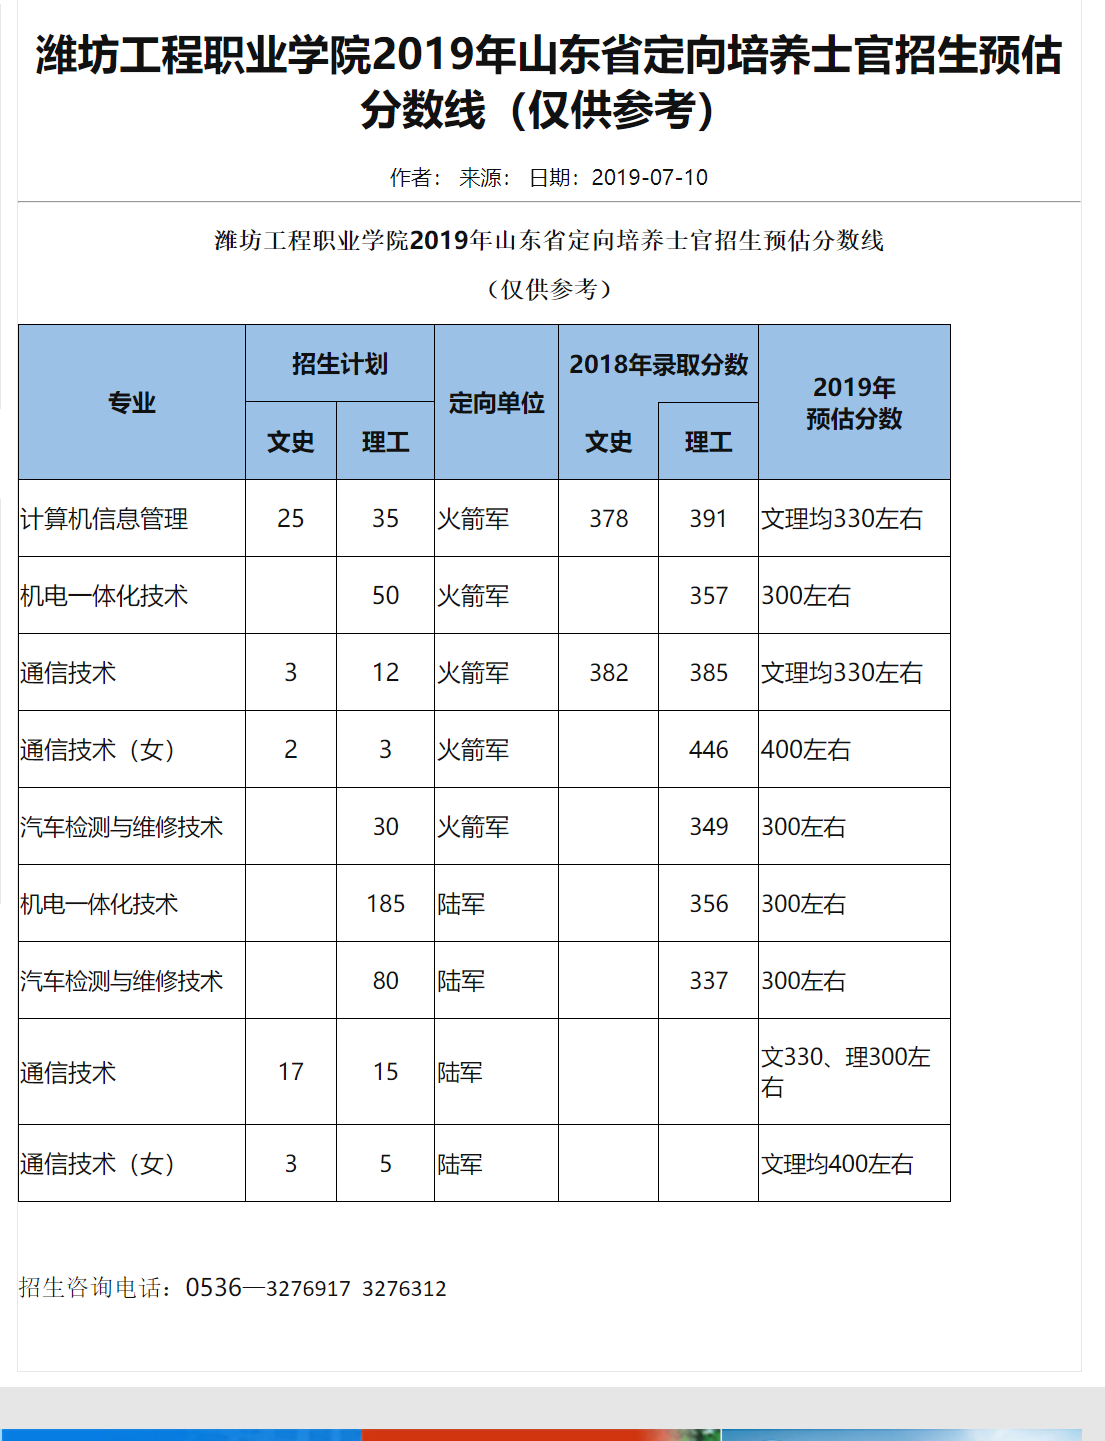 潍坊工程职业学院2019年山东省定向培养士官招生预估
分数线（仅供参考）
作者： 来源： 日期：2019-07-10
潍坊工程职业学院2019年山东省定向培养士官招生预估分数线
（仅供参考）
专业 招生计划 定向单位 2018年录取分数 2019年
预估分数
文史 理工 文史 理工
计算机信息管理 25 35 火箭军 378 391 文理均330左右
机电一体化技术 50 火箭军 357 300左右
通信技术 3 12 火箭军 382 385 文理均330左右
通信技术（女） 2 3 火箭军 446 400左右
汽车检测与维修技术 30 火箭军 349 300左右
机电一体化技术 185 陆军 356 300左右
汽车检测与维修技术 80 陆军 337 300左右
通信技术 17 15 陆军 文330、理300左
右
通信技术（女） 3 5 陆军 文理均400左右
招生咨询电话：0536—3276917 3276312